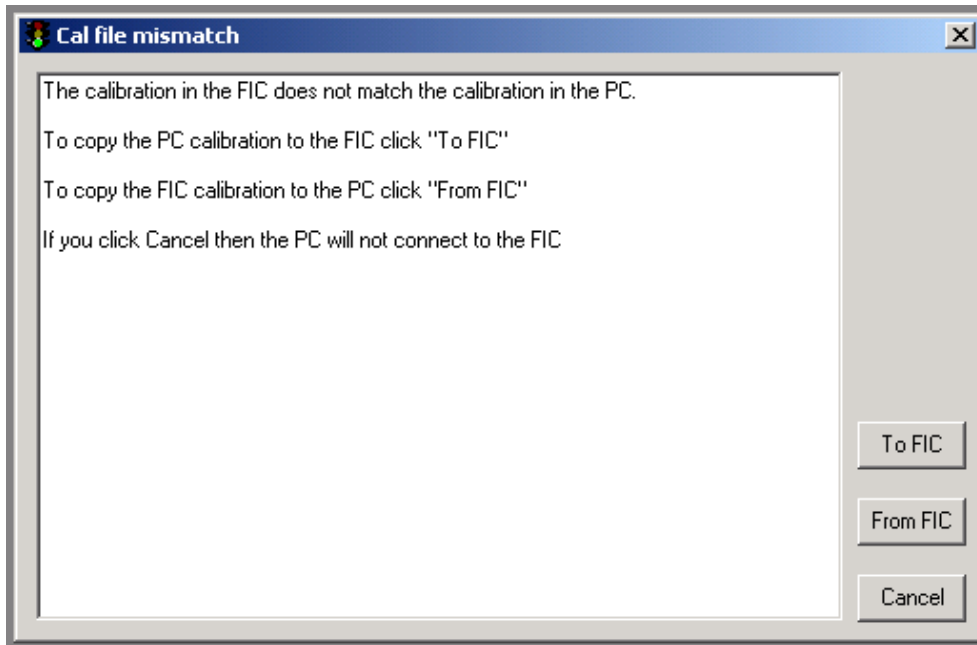 Cal file mismatch
The calibration in the FIC does not match the calibration in the PC.
To copy the PC calibration to the FIC click "To FIC"
To copy the FIC calibration to the PC click "From FIC"
If you click Cancel then the PC will not connect to the FIC
To FIC
From FIC
Cancel